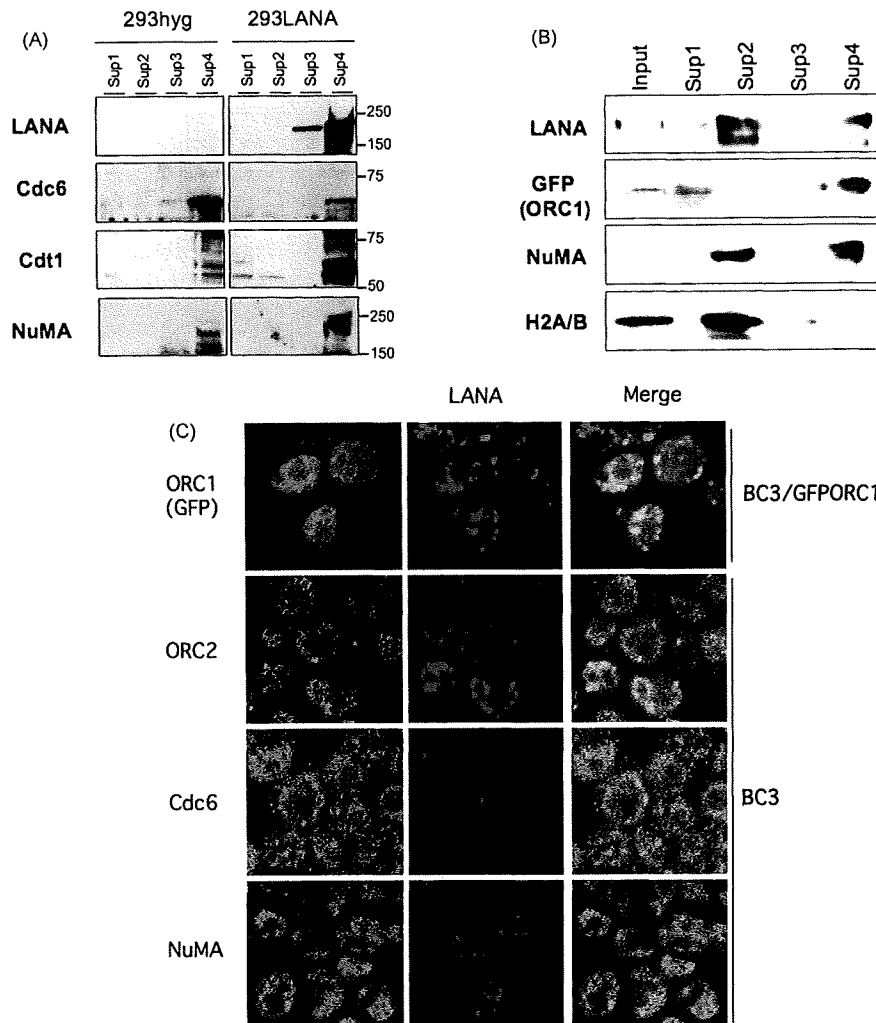 (A)
293hyg 293LANA
Sup1 Sup2 Sup3 Sup4 Sup1 Sup2 Sup3 Sup4
LANA
250
150
Cdc6
75
Cdt1
75
50
NuMA
250
150
(B)
Input Sup1 Sup2 Sup3 Sup4
LANA
GFP
(ORC1)
NuMA
H2A/B
(C)
LANA Merge
ORC1
(GFP)
BC3/GFPORC1
ORC2
Cdc6
BC3
NuMA